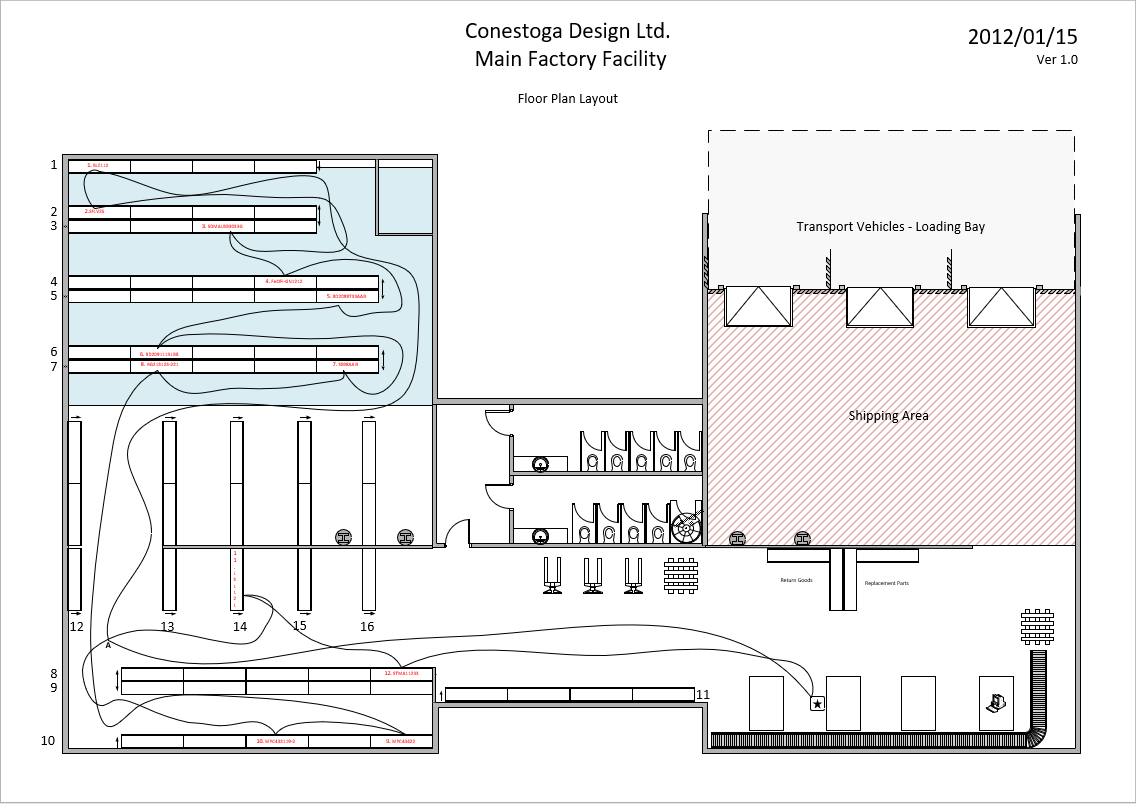 Conestoga Design Ltd.
Main Factory Facility
2012/01/15
Ver 1.0
Floor Plan Layout
1
2
3
4
5
6
7
Transport Vehicles - Loading Bay
Shipping Area
Return Goods
Replacement Parts
12
13
14
15
16
A
8
9
11
10